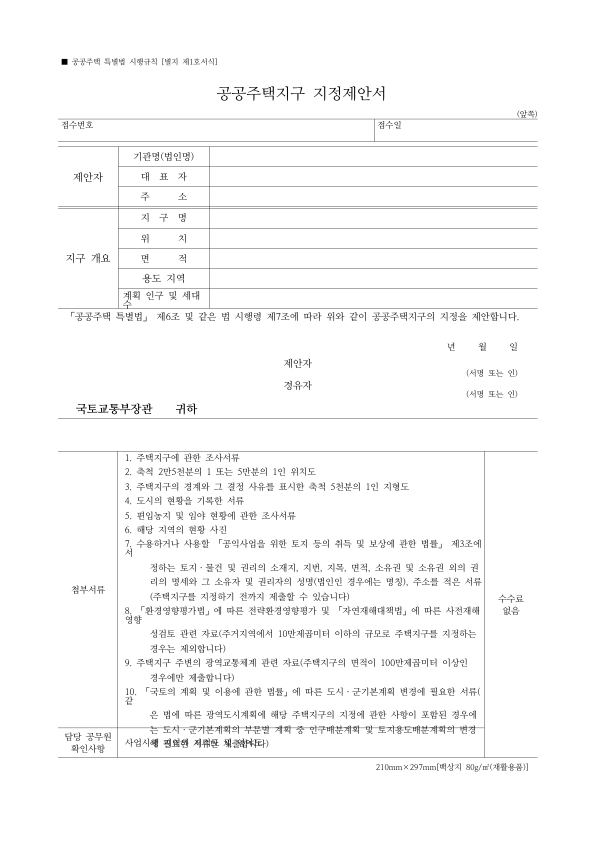 ■ 공공주택 특별법 시행규칙 [별지 제1호서식]
공공주택지구 지정제안서
(앞쪽)
접수번호 접수일
제안자
기관명(법인명)
대 표 자
주 소
지구 개요
지 구 명
위 치
면 적
용도 지역
계획 인구 및 세대
수
「공공주택 특별법」 제6조 및 같은 법 시행령 제7조에 따라 위와 같이 공공주택지구의 지정을 제안합니다.
년 월 일
제안자
(서명 또는 인)
경유자
(서명 또는 인)
국토교통부장관 귀하
첨부서류
1. 주택지구에 관한 조사서류
2. 축척 2만5천분의 1 또는 5만분의 1인 위치도
3. 주택지구의 경계와 그 결정 사유를 표시한 축척 5천분의 1인 지형도
4. 도시의 현황을 기록한 서류
5. 편입농지 및 임야 현황에 관한 조사서류
6. 해당 지역의 현황 사진
7. 수용하거나 사용할 「공익사업을 위한 토지 등의 취득 및 보상에 관한 법률」 제3조에
서
정하는 토지ㆍ물건 및 권리의 소재지, 지번, 지목, 면적, 소유권 및 소유권 외의 권
리의 명세와 그 소유자 및 권리자의 성명(법인인 경우에는 명칭), 주소를 적은 서류
(주택지구를 지정하기 전까지 제출할 수 있습니다)
8. 「환경영향평가법」에 따른 전략환경영향평가 및 「자연재해대책법」에 따른 사전재해
영향
성검토 관련 자료(주거지역에서 10만제곱미터 이하의 규모로 주택지구를 지정하는
경우는 제외합니다)
9. 주택지구 주변의 광역교통체계 관련 자료(주택지구의 면적이 100만제곱미터 이상인
경우에만 제출합니다)
10. 「국토의 계획 및 이용에 관한 법률」에 따른 도시ㆍ군기본계획 변경에 필요한 서류(
같
은 법에 따른 광역도시계획에 해당 주택지구의 지정에 관한 사항이 포함된 경우에
는 도시ㆍ군기본계획의 부문별 계획 중 인구배분계획 및 토지용도배분계획의 변경
에 필요한 서류만 제출합니다)
수수료
없음
담당 공무원
확인사항
210mm×297mm[백상지 80g/㎡(재활용품)]